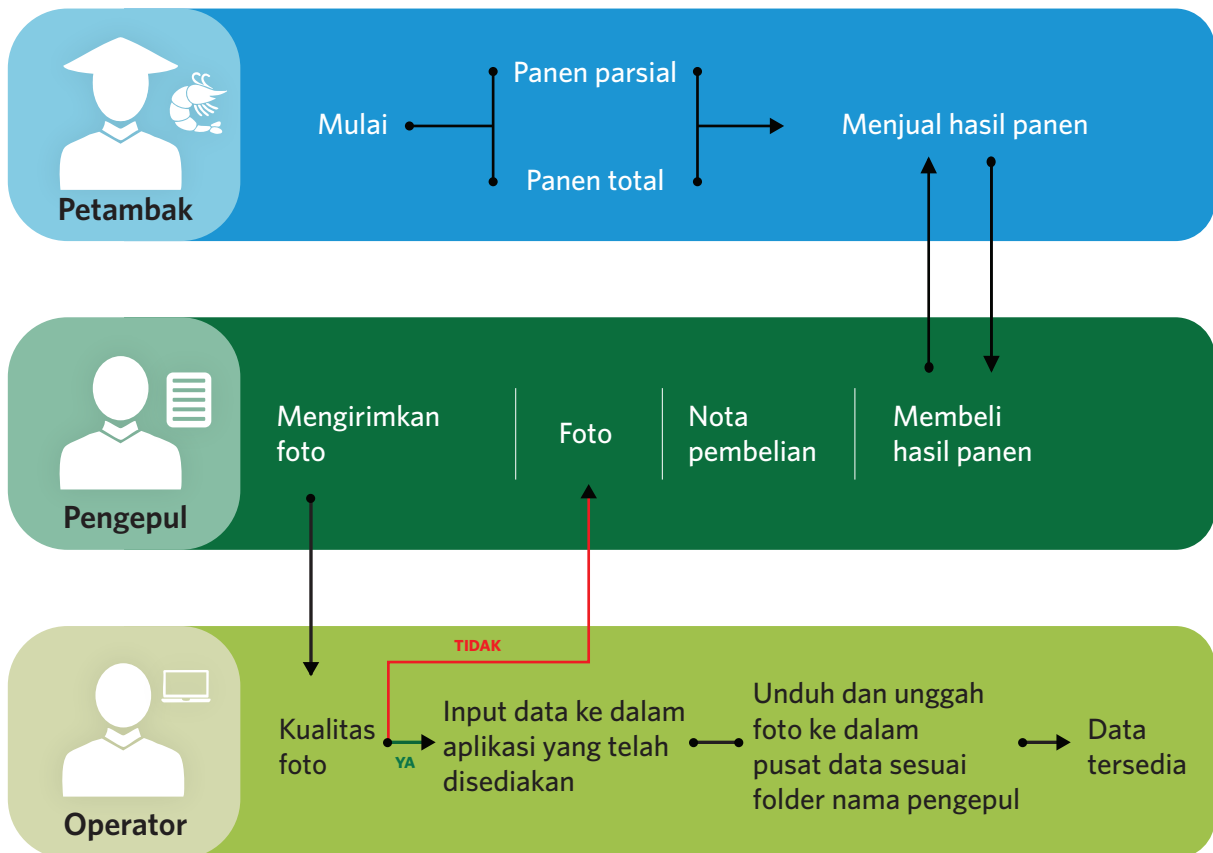 Petambak
Mulai
Panen parsial
Panen total
Menjual hasil panen
Pengepul
Mengirimkan
foto
Foto
Nota
pembelian
Membeli
hasil panen
Operator
Kualitas
foto
TIDAK
YA
Input data ke dalam
aplikasi yang telah
disediakan
Unduh dan unggah
foto ke dalam
pusat data sesuai
folder nama pengepul
Data
tersedia